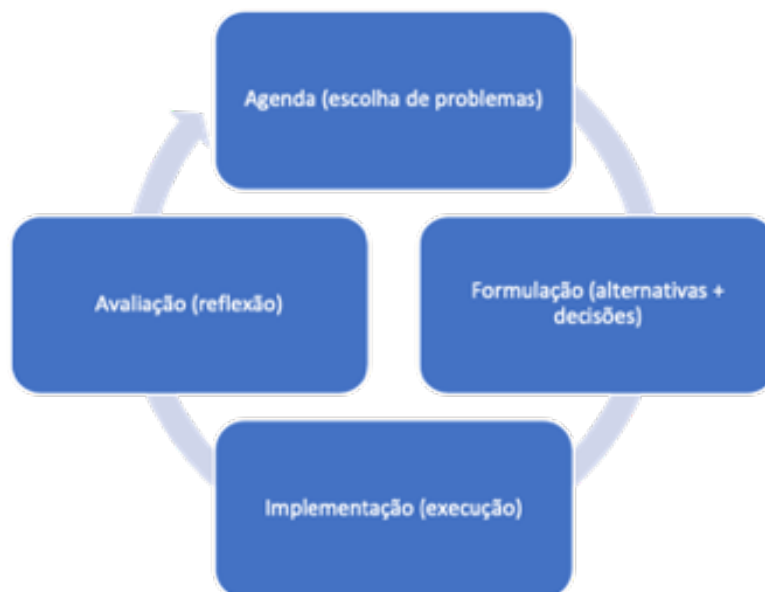 Agenda (escolha de problemas)
Formulação (alternativas +
decisões)
Implementação (execução)
Avaliação (reflexão)